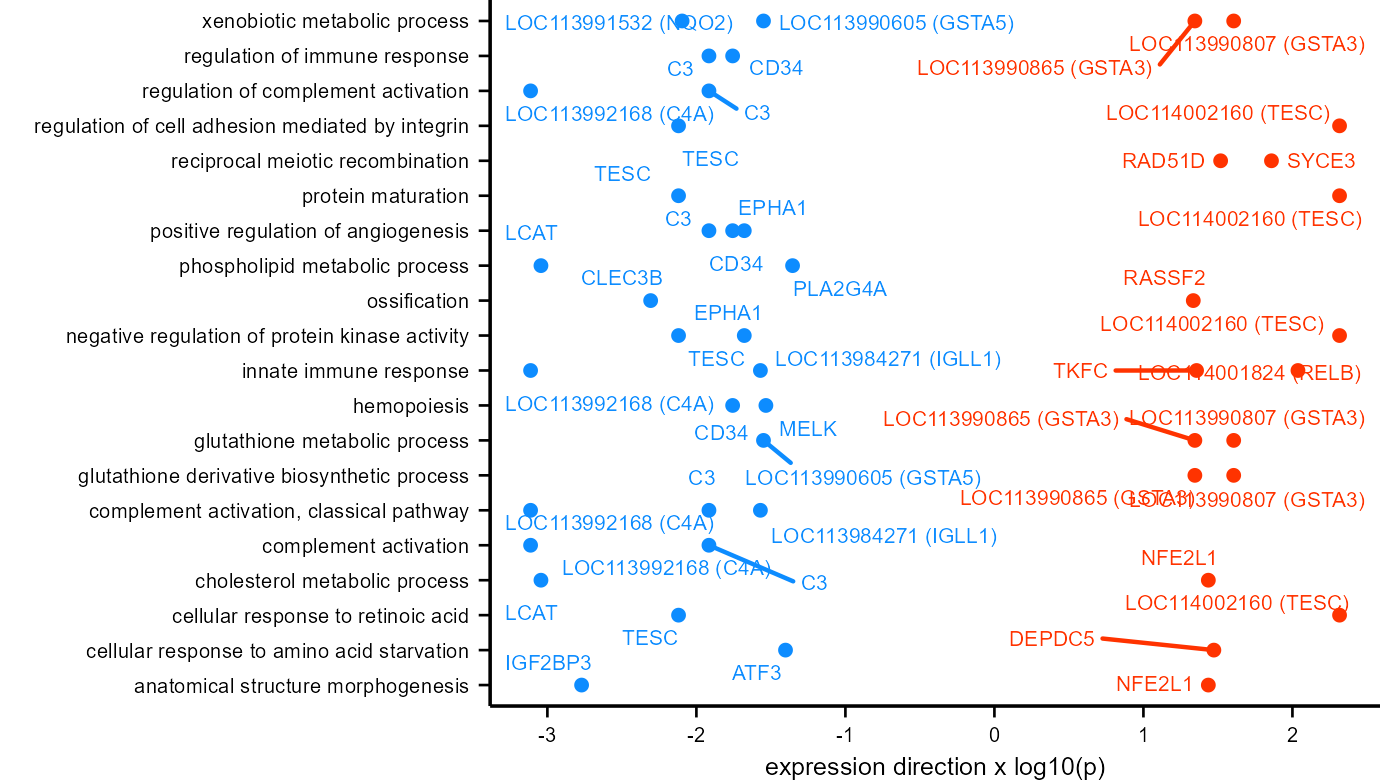 xenobiotic metabolic process
LOC113991532 (NQO2)
LOC113990605 (GSTA5)
LOC113990807 (GSTA3)
regulation of immune response
C3
CD34
LOC113990865 (GSTA3)
regulation of complement activation
LOC113992168 (C4A)
C3
LOC114002160 (TESC)
regulation of cell adhesion mediated by integrin
TESC
reciprocal meiotic recombination
RAD51D
SYCE3
TESC
protein maturation
C3
EPHA1
LOC114002160 (TESC)
positive regulation of angiogenesis
LCAT
CD34
phospholipid metabolic process
CLEC3B
PLA2G4A
RASSF2
ossification
EPHA1
LOC114002160 (TESC)
negative regulation of protein kinase activity
TESC
LOC113984271 (IGLL1)
innate immune response
TKFC
LOC114001824 (RELB)
hemopoiesis
LOC113992168 (C4A)
LOC113990865 (GSTA3)
LOC113990807 (GSTA3)
CD34
MELK
glutathione metabolic process
glutathione derivative biosynthetic process
C3
LOC113990605 (GSTA5)
LOC113990865 (GSTA3)
LOC113990807 (GSTA3)
complement activation, classical pathway
LOC113992168 (C4A)
LOC113984271 (IGLL1)
complement activation
LOC113992168 (C4A)
C3
NFE2L1
cholesterol metabolic process
LCAT
LOC114002160 (TESC)
cellular response to retinoic acid
TESC
DEPDC5
cellular response to amino acid starvation
IGF2BP3
ATF3
anatomical structure morphogenesis
NFE2L1
-3
-2
-1
0
1
2
expression direction x log10(p)